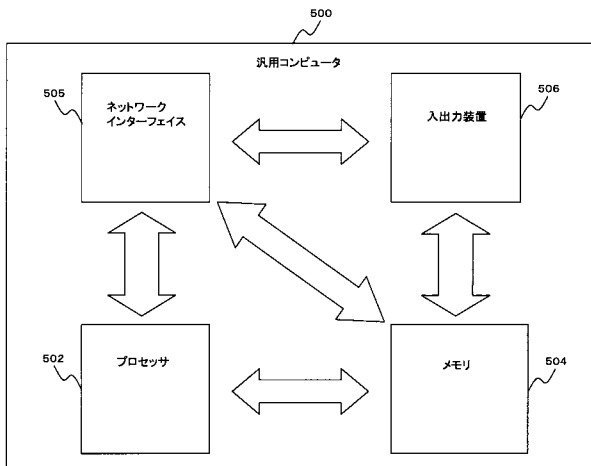 500
汎用コンピュータ
505
ネットワーク
インターフェイス
入出力装置
506
502
プロセッサ
メモリ
504